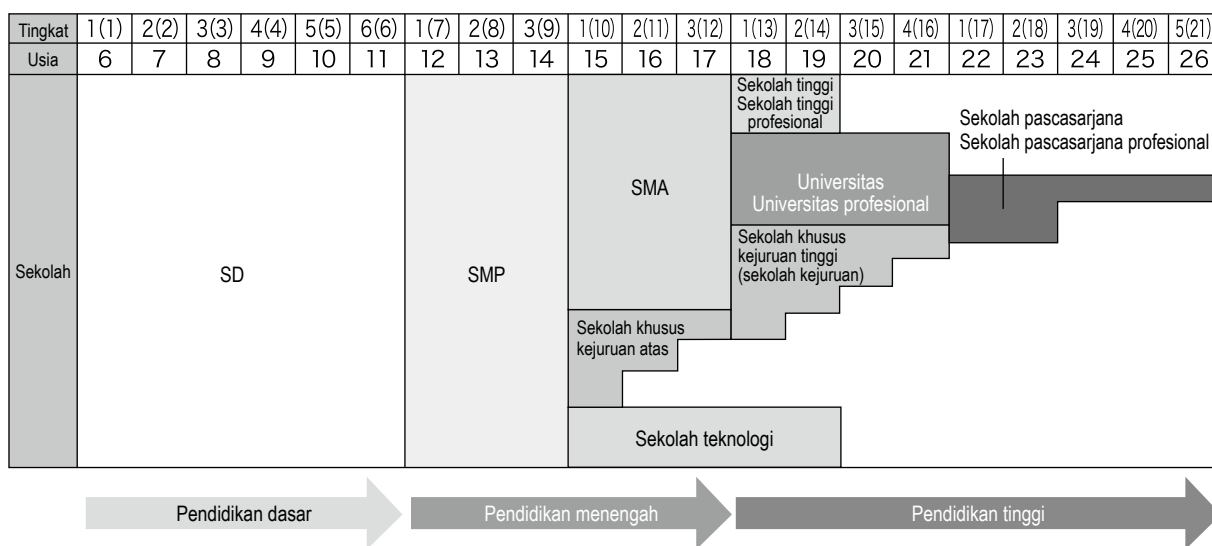 Tingkat 1(1) 2(2) 3(3) 4(4) 5(5) 6(6) 1(7) 2(8) 3(9) 1(10) 2(11) 3(12) 1(13) 2(14) 3(15) 4(16) 1(17) 2(18) 3(19) 4(20) 5(21)
Usia 6 7 8 9 10 11 12 13 14 15 16 17 18 19 20 21 22 23 24 25 26
Sekolah
SD
SMP
SMA
Sekolah khusus
kejuruan atas
Sekolah teknologi
Sekolah tinggi
Sekolah tinggi
profesional
Universitas
Universitas profesional
Sekolah khusus
kejuruan tinggi
(sekolah kejuruan)
Sekolah pascasarjana
Sekolah pascasarjana profesional
Pendidikan dasar
Pendidikan menengah
Pendidikan tinggi